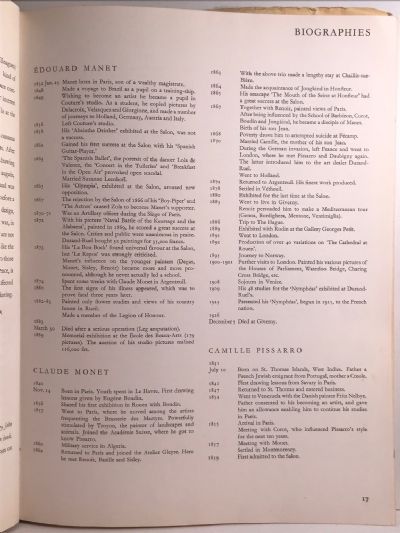 BIOGRAPHIES
ÉDOUARD MANET
1832 Jan 23 Manet born in Paris, son of a wealthy magistrate.
1848 Made a voyage to Brazil as a pupil on a training-ship.
Wishing to become an artist he became a pupil in
Couture's studio. As a student, he copied pictures by
Delacroix, Velasquez and Giorgione, and made a number
of journeys to Holland, Germany, Austria and Italy.
1856 Left Couture's studio.
His 'Absinthe Drinker' exhibited at the Salon, was not
a success.
Gained his first success at the Salon with his 'Spanish
Guitar-Player'.
'The Spanish Ballet', the portrait of the dancer Lola de
Valence, the 'Concert in the Tuileries' and 'Breakfast
in the Open Air' provoked open scandal.
Married Suzanne Leenhoff.
His 'Olympia', exhibited at the Salon, aroused new
opposition.
The rejection by the Salon of 1866 of his 'Boy-Piper' and
'The Actor' caused Zola to become Manet's supporter.
1870-71 Was an Artillery officer during the Siege of Paris.
With his picture 'Naval Battle of the Kearsage and the
Alabama', painted in 1869, he scored a great success at
the Salon. Critics and public were unanimous in praise.
Durand-Ruel bought 30 paintings for 51,000 francs.
His 'Le Bon Bock' found universal favour at the Salon,
but 'Le Repos' was strongly criticised.
Manet's influence on the younger painters (Degas,
Monet, Sisley, Renoir) became more and more pro-
nounced, although he never actually led a school.
1874 Spent some weeks with Claude Monet in Argenteuil.
The first signs of his illness appeared, which was to
prove fatal three years later.
1882-83 Painted only flower studies and views of his country
house in Rueil.
Made a member of the Legion of Honour.
1883
Died after a serious operation (Leg amputation).
Memorial exhibition at the École des Beaux-Arts (179
pictures). The auction of his studio pictures realised
116,000 frs.
CLAUDE MONET
1840
Nov. 14 Born in Paris. Youth spent in Le Havre. First drawing
lessons given by Eugène Boudin.
1856 Shared his first exhibition in Rouen with Boudin.
1857 Went to Paris, where he moved among the artists
frequenting the Brasserie des Martyrs. Powerfully
stimulated by Troyon, the painter of landscapes and
animals. Joined the Académie Suisse, where he got to
know Pissarro.
1860 Military service in Algeria.
1862 Returned to Paris and joined the Atelier Gleyre. Here
he met Renoir, Bazille and Sisley.
1864 With the above trio made a lengthy stay at Chailly-sur-
Bière.
Made the acquaintance of Jongkind in Honfleur.
1865 His seascape 'The Mouth of the Seine at Honfleur' had
a great success at the Salon.
1867 Together with Renoir, painted views of Paris.
After being influenced by the School of Barbizon, Corot,
Boudin and Jongkind, he became a disciple of Manet.
Birth of his son Jean.
1868 Poverty drove him to attempted suicide at Fécamp.
1870 Married Camille, the mother of his son Jean.
During the German invasion, left France and went to
London, where he met Pissarro and Daubigny again.
The latter introduced him to the art dealer Durand-
Ruel.
Went to Holland.
Returned to Argenteuil. His finest work produced.
1878 Settled in Vétheuil.
1880 Exhibited for the last time at the Salon.
1883 Went to live in Giverny.
Renoir persuaded him to make a Mediterranean tour
(Genoa, Bordighera, Mentone, Ventimiglia).
1886 Trip to The Hague.
1889 Exhibited with Rodin at the Gallery Georges Petit.
1891 Went to London.
1892 Production of over 40 variations on 'The Cathedral at
Rouen'.
1895 Journey to Norway.
1900-1901 Further visits to London. Painted his various pictures of
the Houses of Parliament, Waterloo Bridge, Charing
Cross Bridge, etc.
1908 Sojourn in Venice.
1909 His 48 studies for the 'Nymphéas' exhibited at Durand-
Ruel's.
Presented his 'Nymphéas', begun in 1912, to the French
nation.
1926
December 5 Died at Giverny.
CAMILLE PISSARRO
1831
July 10 Born on St. Thomas Islands, West Indies. Father a
French Jewish emigrant from Portugal, mother a Creole.
First drawing lessons from Savary in Paris.
1847 Returned to St. Thomas and entered business.
Went to Venezuela with the Danish painter Fritz Melbye.
Father consented to his becoming an artist, and gave
him an allowance enabling him to continue his studies
in Paris.
1855 Arrival in Paris.
Meeting with Corot, who influenced Pissarro's style
for the next ten years.
1857 Meeting with Monet.
Settled in Montmorency.
1859 First admitted to the Salon.
17